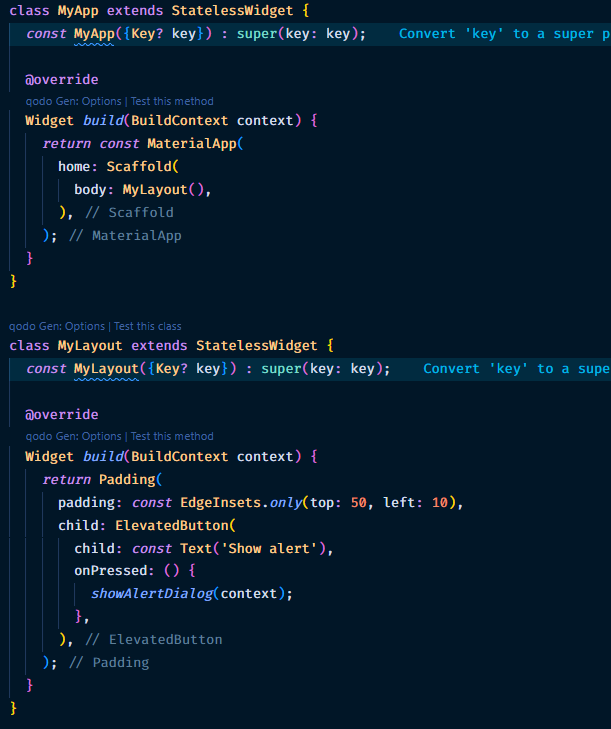 class MyApp extends StatelessWidget {
const MyApp({Key? key}) : super(key: key); Convert 'key' to a super p
@override
qodo Gen: Options | Test this method
Widget build(BuildContext context) {
return const MaterialApp(
home: Scaffold(
body: MyLayout(),
), // Scaffold
); // MaterialApp
}
}
qodo Gen: Options | Test this class
class MyLayout extends StatelessWidget {
const MyLayout({Key? key}) : super(key: key); Convert 'key' to a supe
@override
qodo Gen: Options | Test this method
Widget build(BuildContext context) {
return Padding(
padding: const EdgeInsets.only(top: 50, left: 10),
child: ElevatedButton(
child: const Text('Show alert'),
onPressed: () {
showAlertDialog(context);
},
), // ElevatedButton
); // Padding
}
}